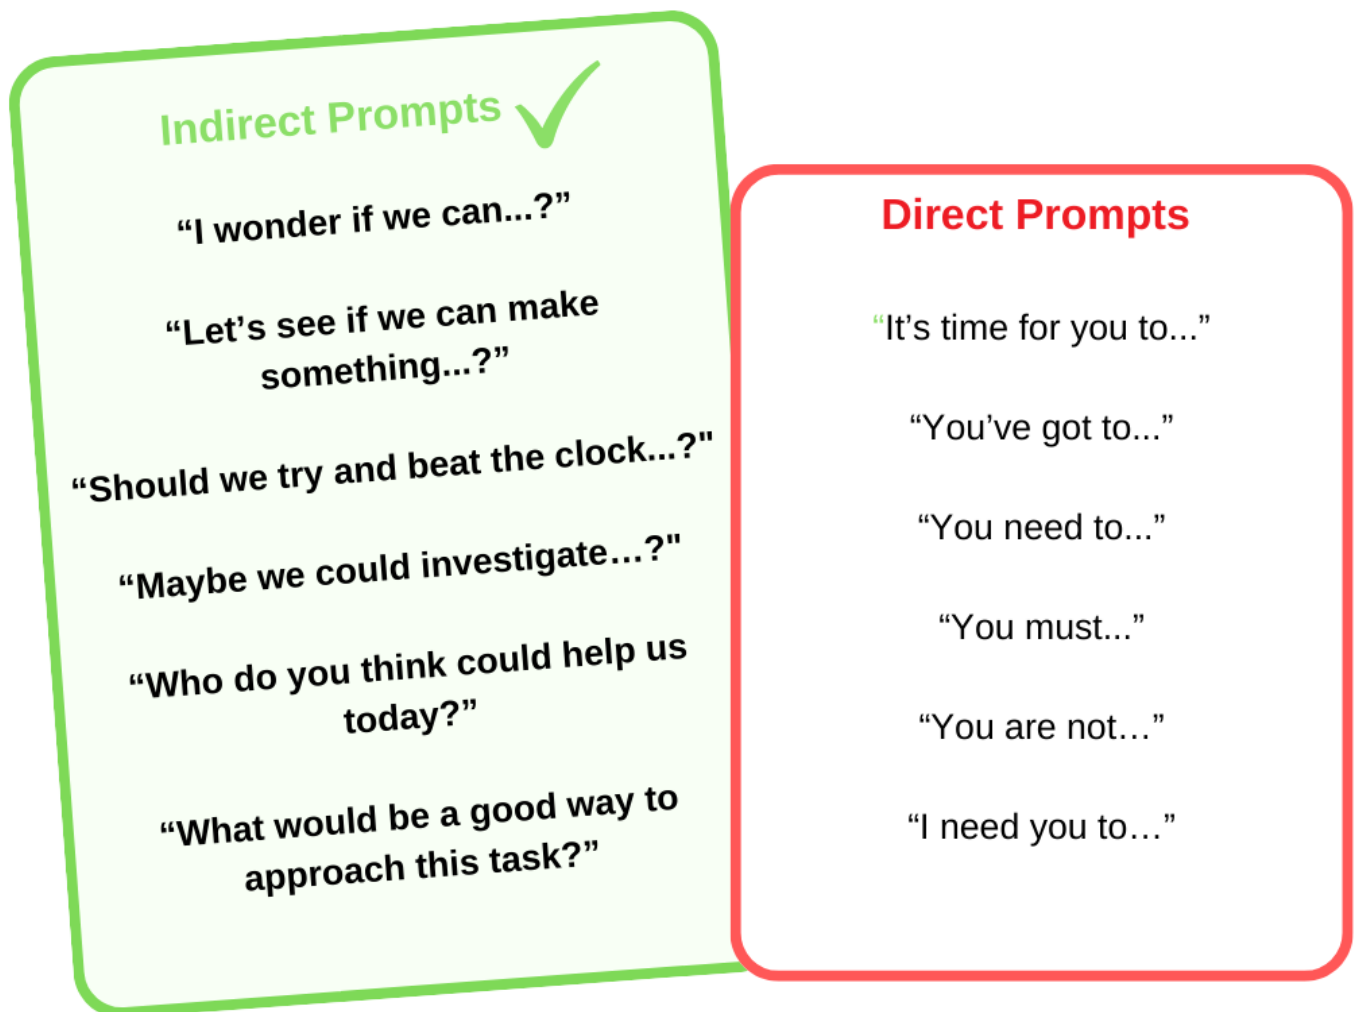 Indirect Prompts
“I wonder if we can...?”
“Let’s see if we can make
something...?”
“Should we try and beat the clock...?"
“Maybe we could investigate…?"
“Who do you think could help us
today?”
“What would be a good way to
approach this task?”
Direct Prompts
“It’s time for you to...”
“You’ve got to...”
“You need to...”
“You must...”
“You are not…”
“I need you to…”